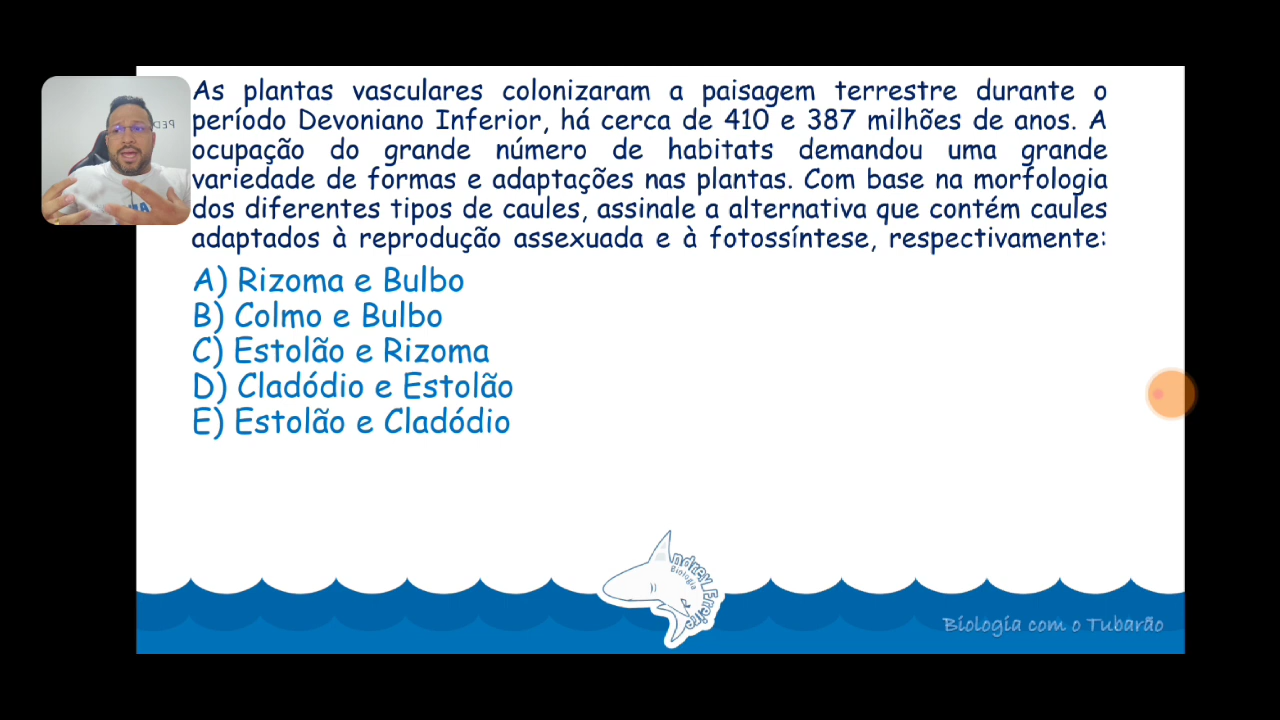 As plantas vasculares colonizaram a paisagem terrestre durante o
período Devoniano Inferior, há cerca de 410 e 387 milhões de anos. A
ocupação do grande número de habitats demandou uma grande
variedade de formas e adaptações nas plantas. Com base na morfologia
dos diferentes tipos de caules, assinale a alternativa que contém caules
adaptados à reprodução assexuada e à fotossíntese, respectivamente:
A) Rizoma e Bulbo
B) Colmo e Bulbo
C) Estolão e Rizoma
D) Cladódio e Estolão
E) Estolão e Cladódio
Biologia
Biologia com o Tubarão